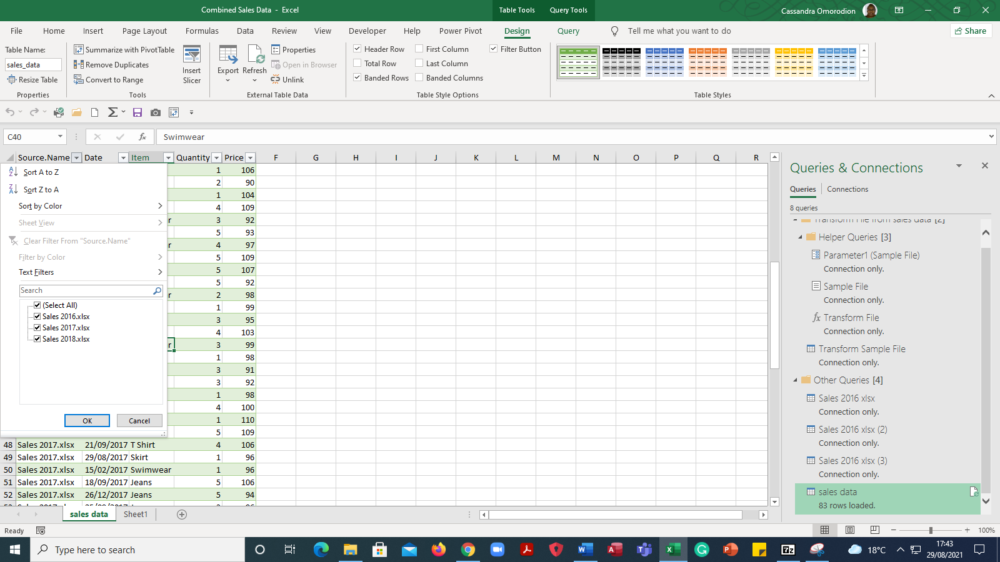 Combined Sales Data - Excel
Table Tools
Query Tools
Cassandra Omorodion
File Home Insert Page Layout Formulas Data Review View Developer Help Power Pivot Design Query Tell me what you want to do Share
Table Name:
sales_data
Resize Table
Properties
Summarize with PivotTable
Remove Duplicates
Convert to Range
Tools
Insert
Slicer
Export
Refresh
Properties
Open in Browser
Unlink
External Table Data
Header Row First Column Filter Button
Total Row Last Column
Banded Rows Banded Columns
Table Style Options
Table Styles
C40 fx Swimwear
Source.Name Date Item Quantity Price F G H I J K L M N O P Q R
Sort A to Z
Sort Z to A
Sort by Color
Sheet View
Clear Filter From "Source.Name"
Filter by Color
Text Filters
Search
(Select All)
Sales 2016.xlsx
Sales 2017.xlsx
Sales 2018.xlsx
OK Cancel
1 106
2 90
1 104
4 109
r 3 92
5 93
r 4 97
5 109
5 107
5 92
r 2 98
1 99
3 95
4 103
r 3 99
1 98
3 91
3 92
1 98
4 100
1 110
5 109
48 Sales 2017.xlsx 21/09/2017 T Shirt 4 106
49 Sales 2017.xlsx 29/08/2017 Skirt 1 96
50 Sales 2017.xlsx 15/02/2017 Swimwear 1 96
51 Sales 2017.xlsx 18/09/2017 Jeans 5 106
52 Sales 2017.xlsx 26/12/2017 Jeans 5 94
sales data Sheet1
Queries & Connections
Queries Connections
8 queries
Transform File from sales data [2]
Helper Queries [3]
Parameter1 (Sample File)
Connection only.
Sample File
Connection only.
fx Transform File
Connection only.
Transform Sample File
Connection only.
Other Queries [4]
Sales 2016 xlsx
Connection only.
Sales 2016 xlsx (2)
Connection only.
Sales 2016 xlsx (3)
Connection only.
sales data
83 rows loaded.
Ready
100%
Type here to search
18°C
17:43
29/08/2021